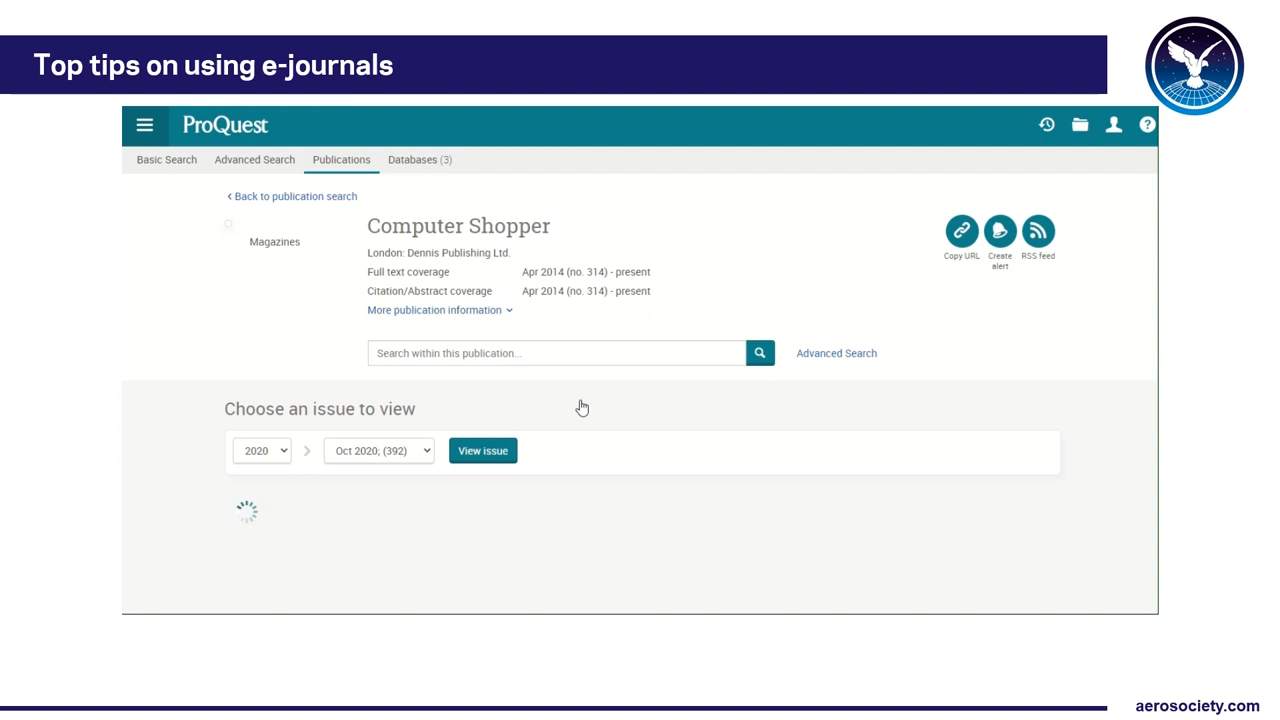 Top tips on using e-journals
ProQuest
?
Basic Search Advanced Search Publications Databases (3)
‹ Back to publication search
Computer Shopper
Magazines
London: Dennis Publishing Ltd.
Full text coverage Apr 2014 (no. 314) - present
Citation/Abstract coverage Apr 2014 (no. 314) - present
More publication information
Copy URL Create alert RSS feed
Search within this publication... Advanced Search
Choose an issue to view
2020 Oct 2020; (392) View issue
aerosociety.com